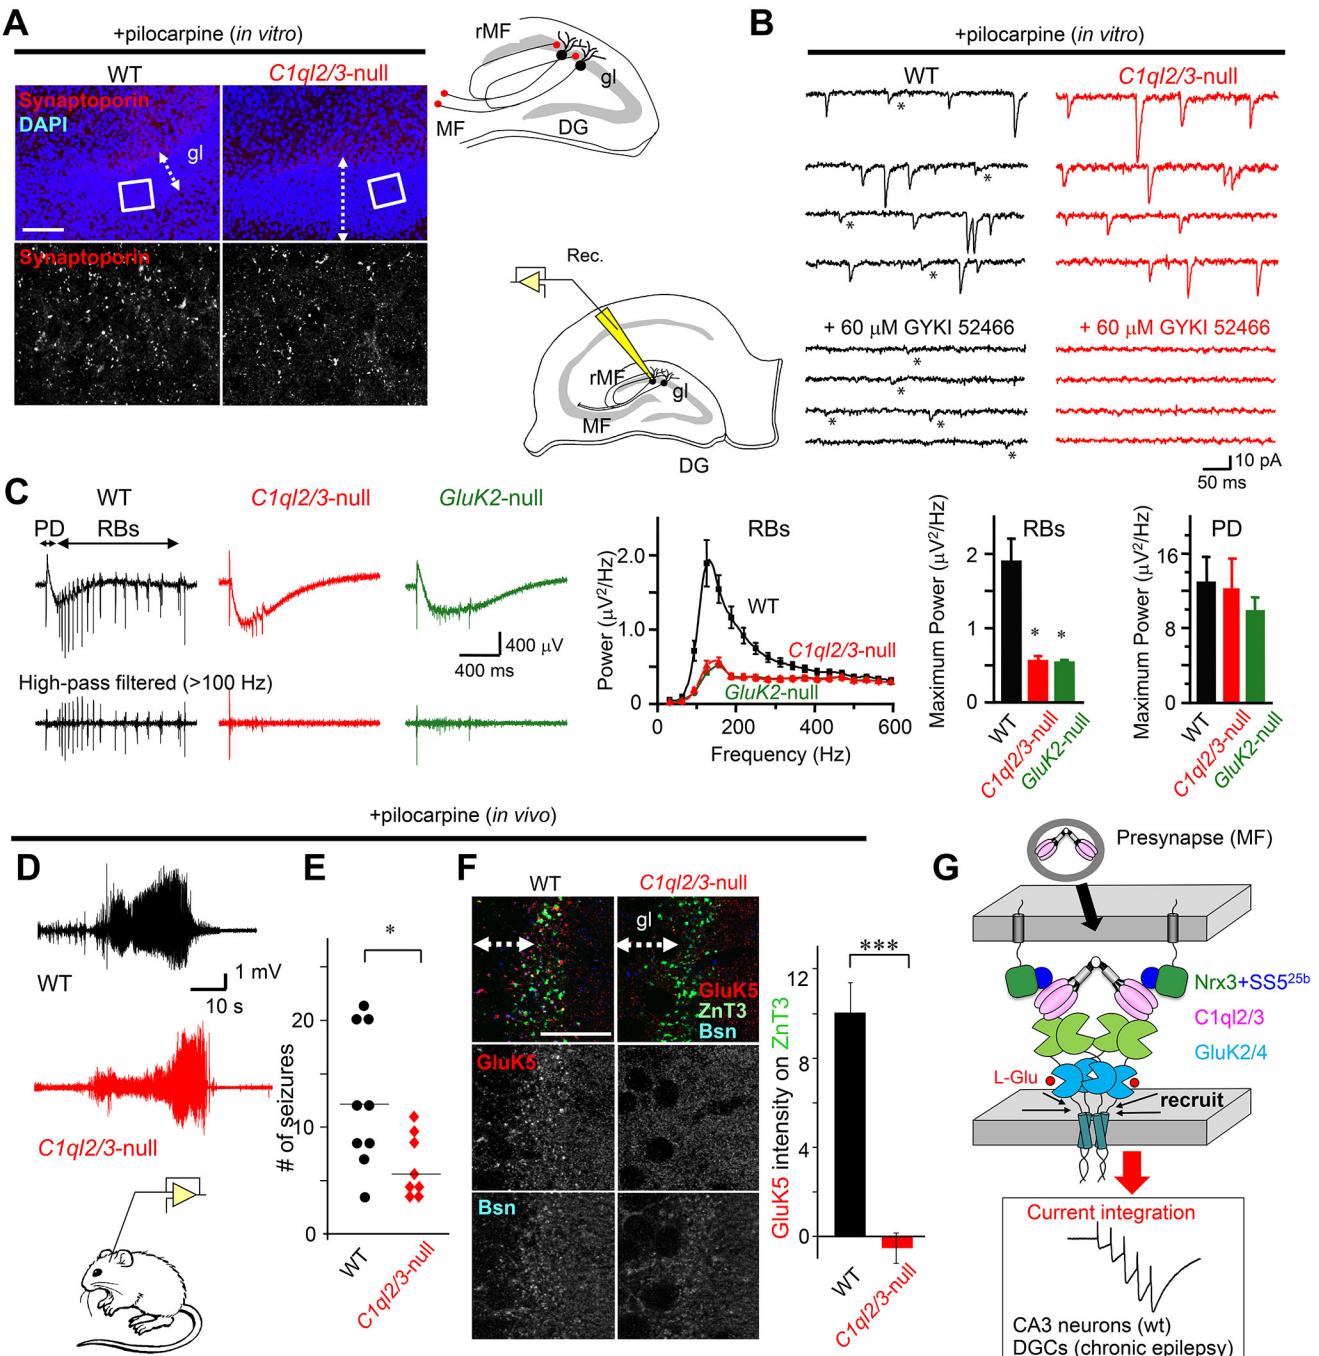 A
+pilocarpine (in vitro)
WT
C1ql2/3-null
Synaptoporin
DAPI
gl
Synaptoporin
rMF
gl
MF
DG
Rec.
rMF
gl
MF
DG
B
+pilocarpine (in vitro)
WT
C1ql2/3-null
*
*
*
*
+ 60 μM GYKI 52466
+ 60 μM GYKI 52466
*
*
*
*
*
10 pA
50 ms
C
WT
C1ql2/3-null
GluK2-null
PD
RBs
400 μV
400 ms
High-pass filtered (>100 Hz)
Power (μV²/Hz)
2.0
1.0
0
RBs
WT
C1ql2/3-null
GluK2-null
0
200
400
600
Frequency (Hz)
Maximum Power (μV²/Hz)
RBs
2
0
*
*
WT
C1ql2/3-null
GluK2-null
Maximum Power (μV²/Hz)
PD
16
8
0
WT
C1ql2/3-null
GluK2-null
+pilocarpine (in vivo)
D
WT
1 mV
10 s
C1ql2/3-null
E
*
# of seizures
20
10
0
WT
C1ql2/3-null
F
WT
C1ql2/3-null
gl
GluK5
ZnT3
Bsn
GluK5
Bsn
GluK5 intensity on ZnT3
***
12
8
4
0
WT
C1ql2/3-null
G
Presynapse (MF)
Nrx3+SS5²⁵ᵇ
C1ql2/3
GluK2/4
L-Glu
recruit
Current integration
CA3 neurons (wt)
DGCs (chronic epilepsy)